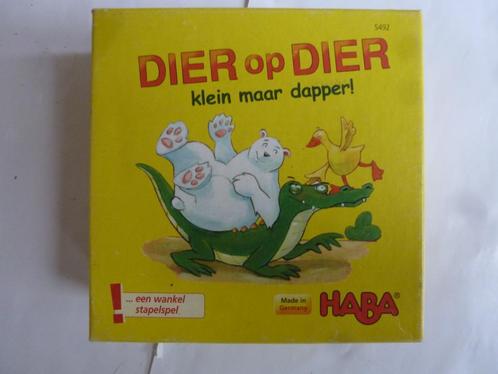 5492
DIER op DIER
klein maar dapper!
! ... een wankel
stapelspel
Made in
Germany
HABA®